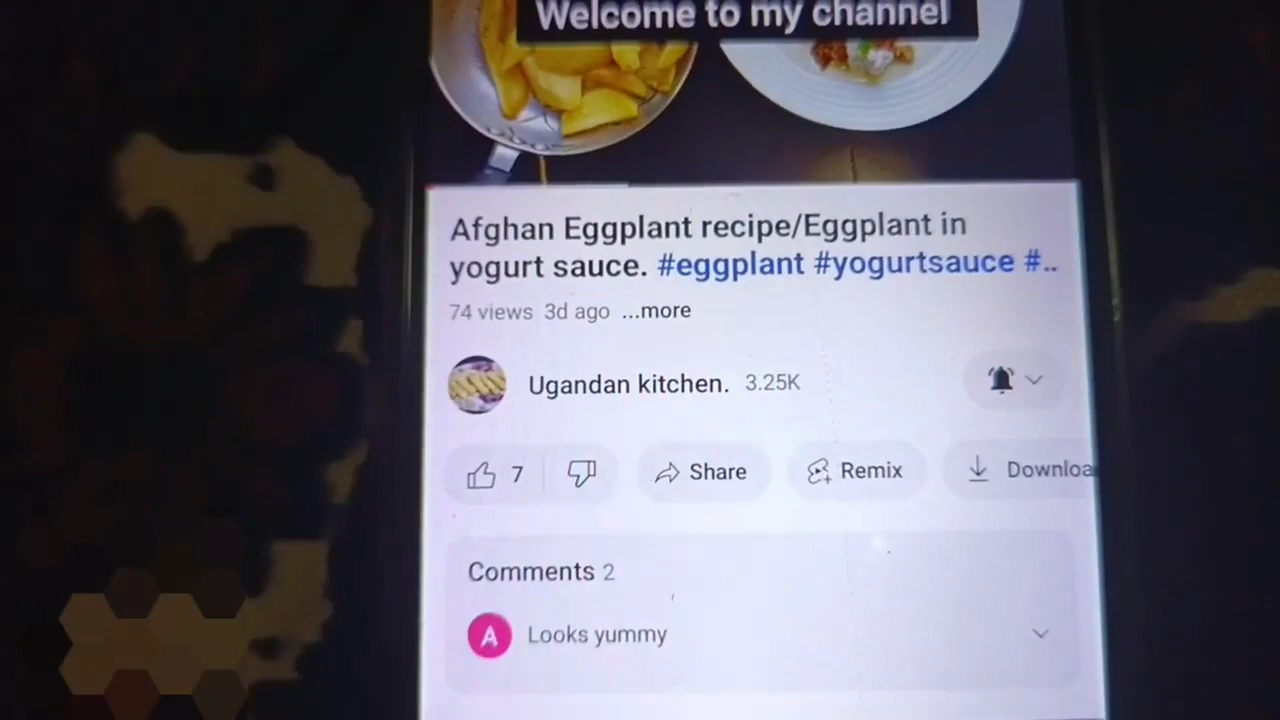 Welcome to my channel
Afghan Eggplant recipe/Eggplant in
yogurt sauce. #eggplant #yogurtsauce #..
74 views 3d ago ...more
Ugandan kitchen. 3.25K
7 Share Remix Downloa
Comments 2
A Looks yummy